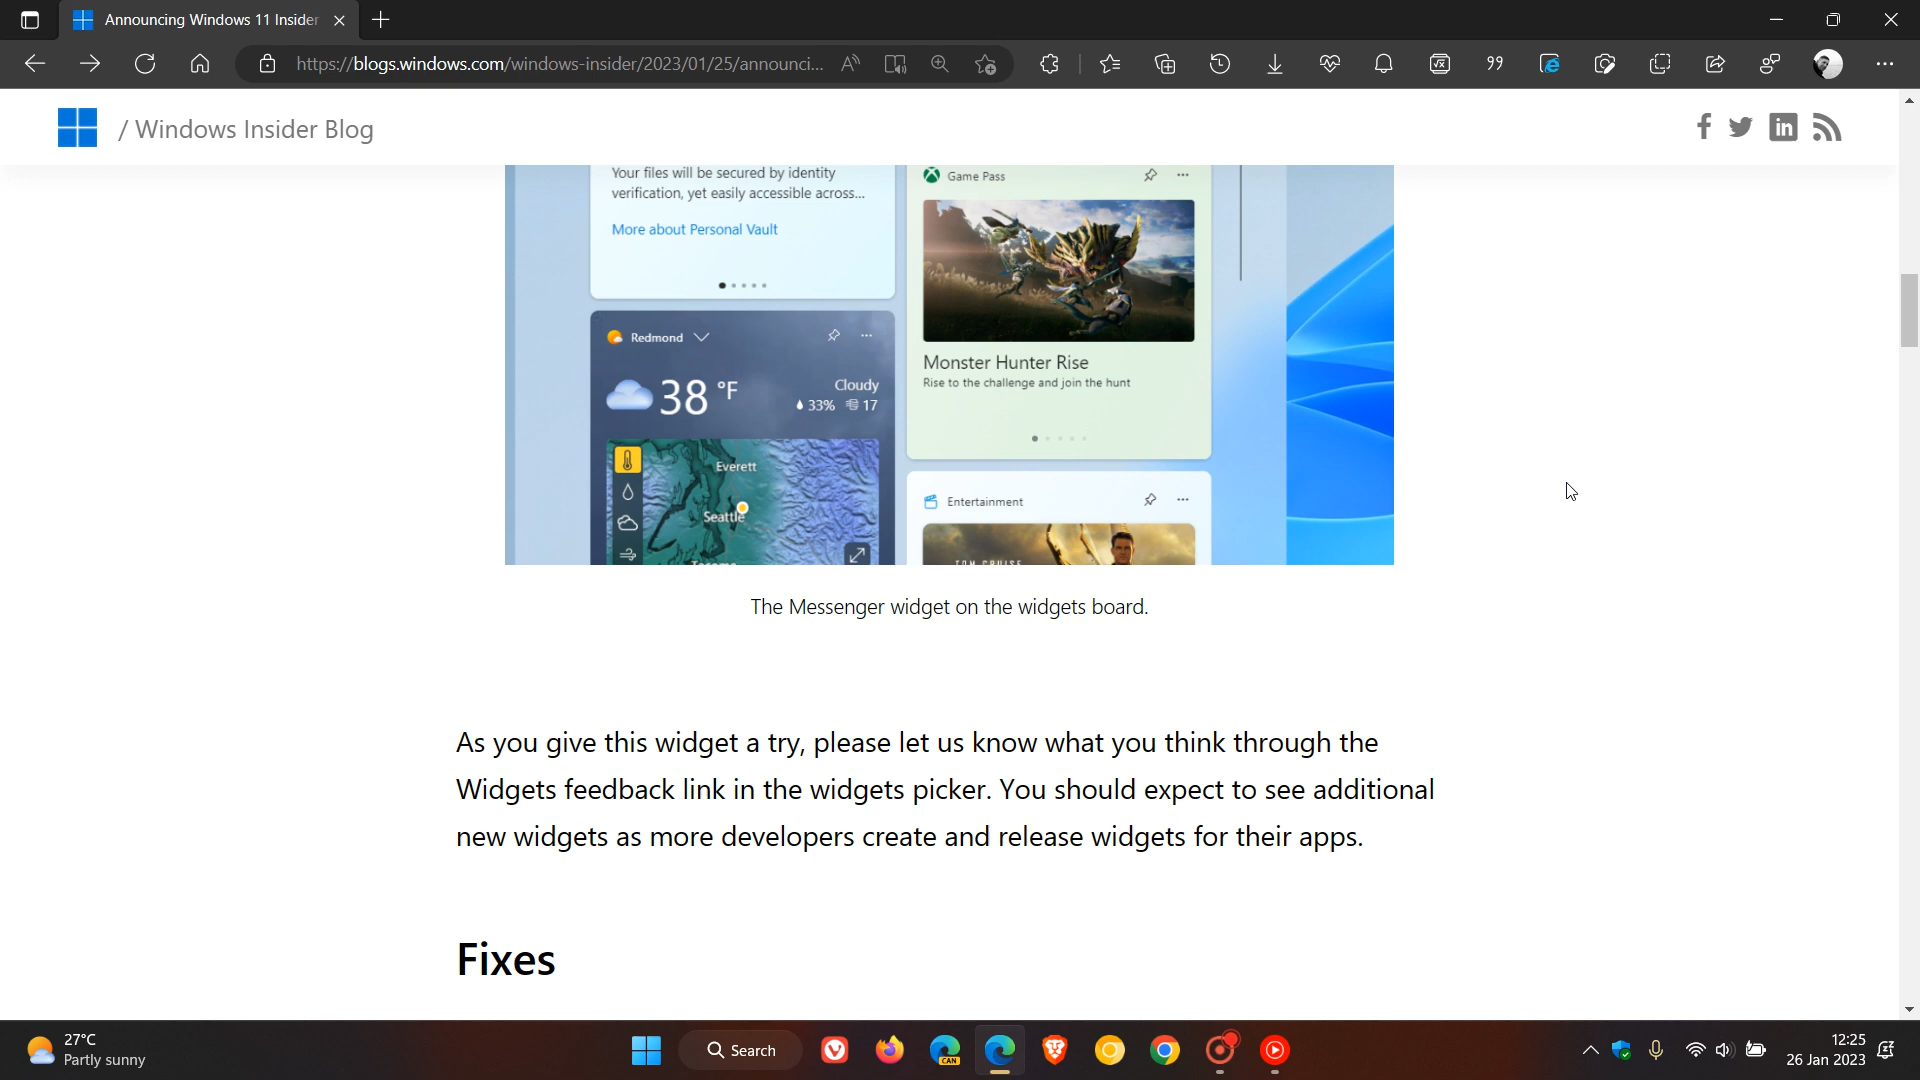 Announcing Windows 11 Insider
https://blogs.windows.com/windows-insider/2023/01/25/announci...
/ Windows Insider Blog
Your files will be secured by identity
verification, yet easily accessible across...
More about Personal Vault
Game Pass
Monster Hunter Rise
Rise to the challenge and join the hunt
Redmond
38 °F
Cloudy
33% 17
Everett
Seattle
Tacoma
Entertainment
TOM CRUISE
The Messenger widget on the widgets board.
As you give this widget a try, please let us know what you think through the
Widgets feedback link in the widgets picker. You should expect to see additional
new widgets as more developers create and release widgets for their apps.
Fixes
27°C
Partly sunny
Search
CAN
12:25
26 Jan 2023